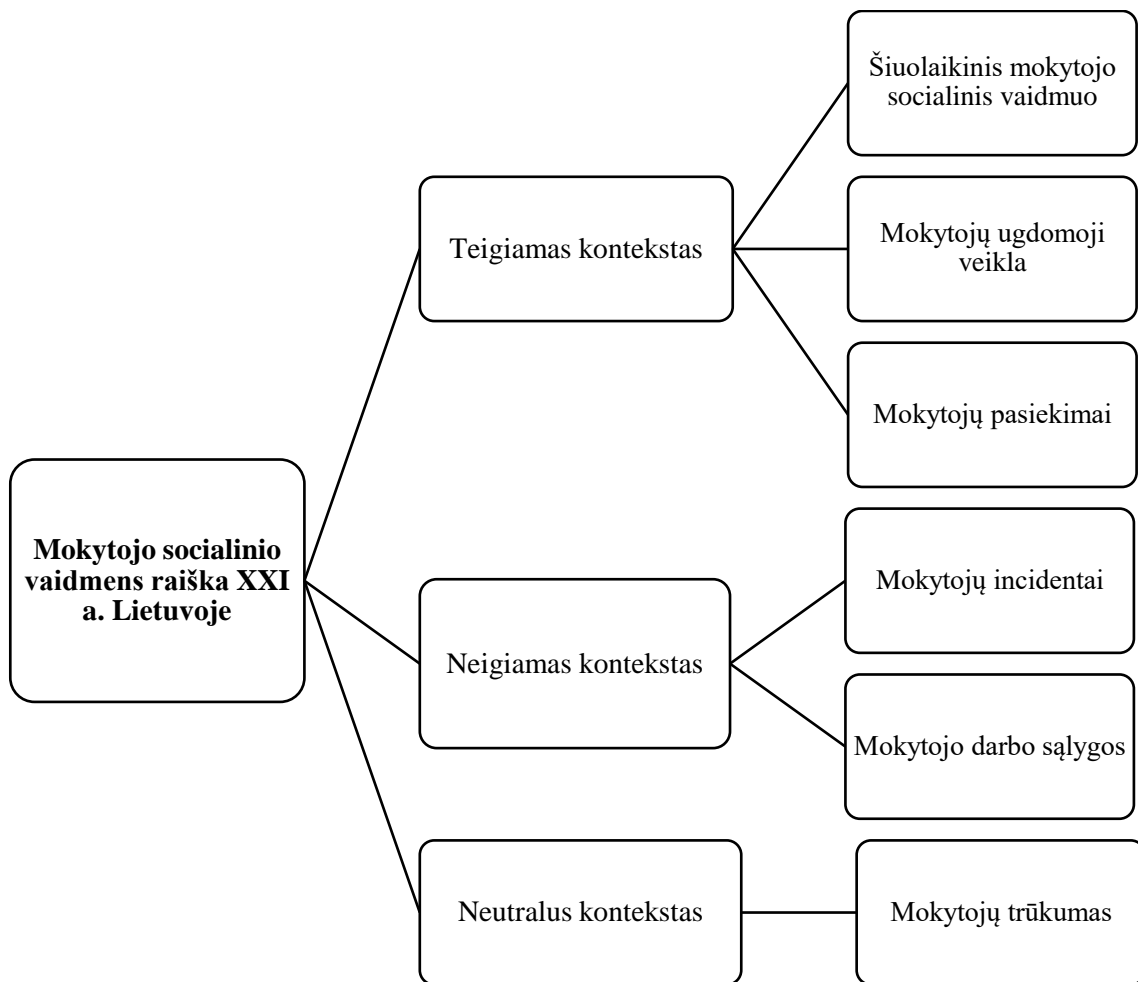 Šiuolaikinis mokytojo
socialinis vaidmuo
Teigiamas kontekstas
Mokytojų ugdomoji
veikla
Mokytojų pasiekimai
Mokytojo socialinio
vaidmens raiška XXI
a. Lietuvoje
Neigiamas kontekstas
Mokytojų incidentai
Mokytojo darbo sąlygos
Neutralus kontekstas
Mokytojų trūkumas